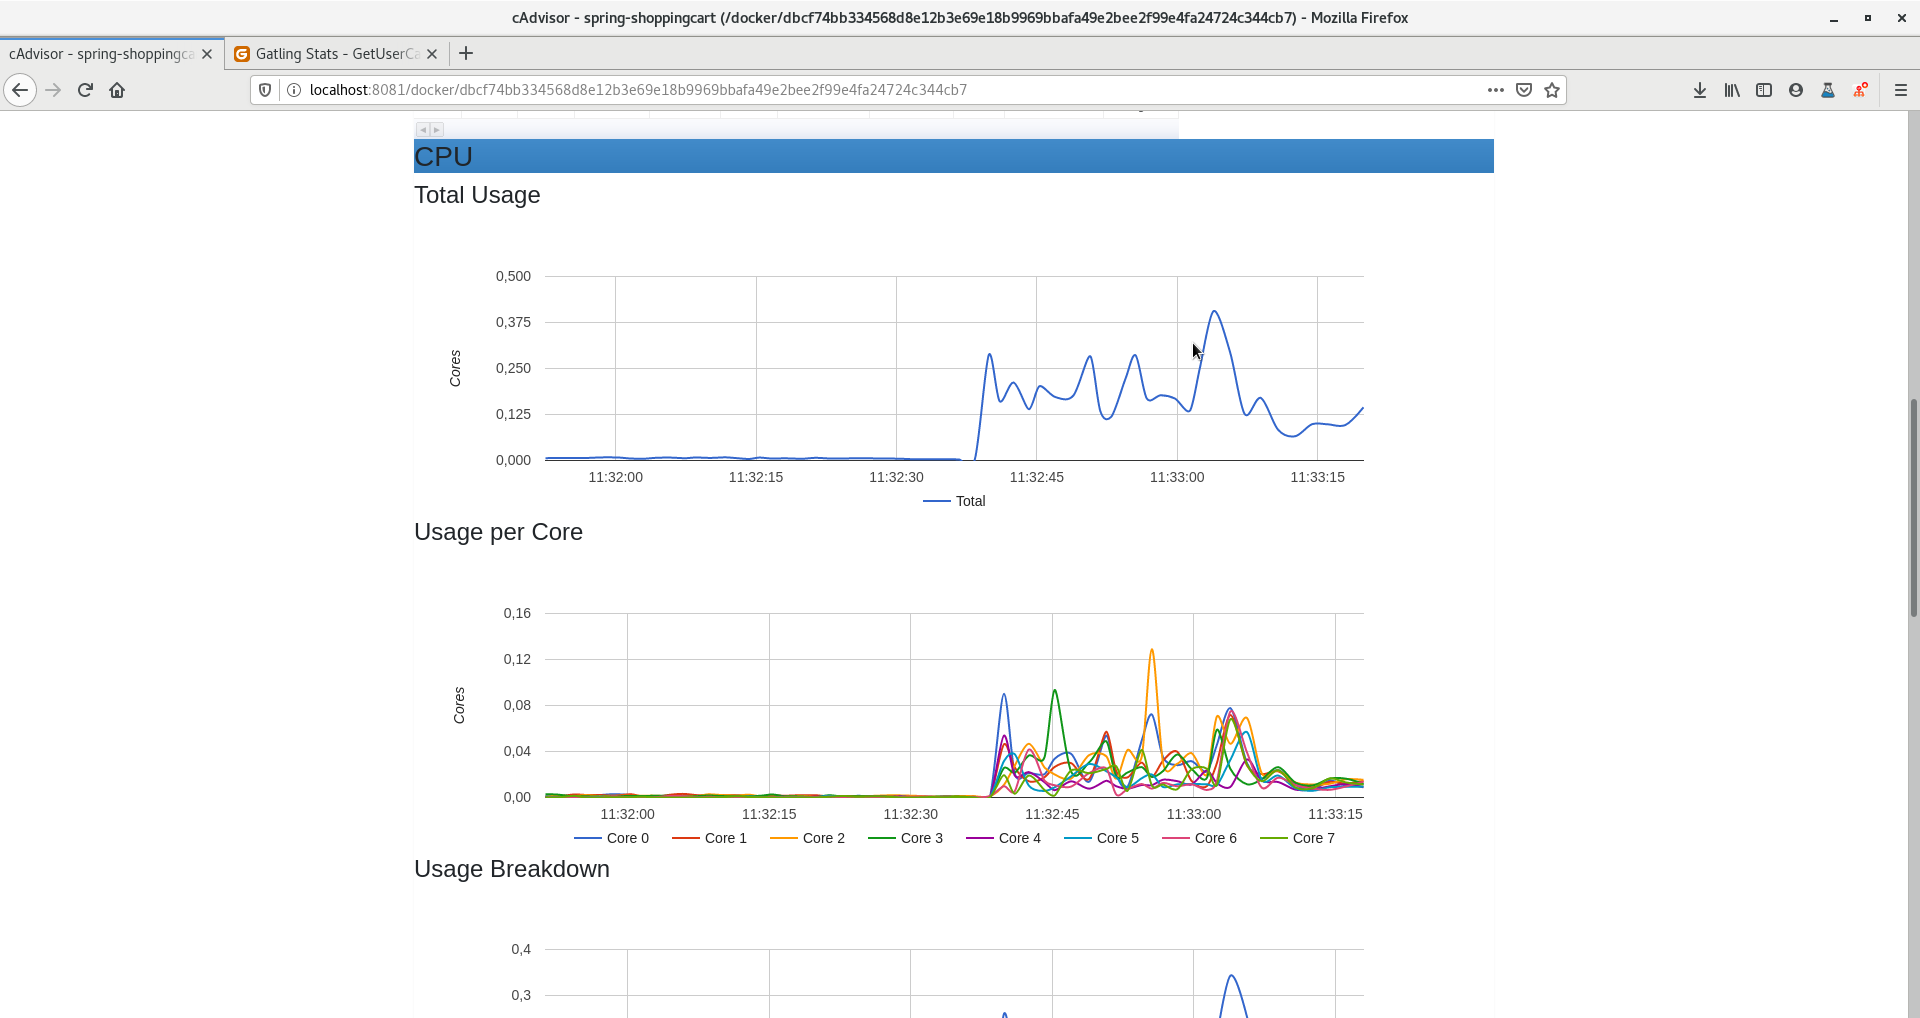 cAdvisor - spring-shoppingcart (/docker/dbcf74bb334568d8e12b3e69e18b9969bbafa49e2bee2f99e4fa24724c344cb7) - Mozilla Firefox
cAdvisor - spring-shoppingca
Gatling Stats - GetUserCa
localhost:8081/docker/dbcf74bb334568d8e12b3e69e18b9969bbafa49e2bee2f99e4fa24724c344cb7
CPU
Total Usage
0,500
0,375
0,250
0,125
0,000
Cores
11:32:00 11:32:15 11:32:30 11:32:45 11:33:00 11:33:15
Total
Usage per Core
0,16
0,12
0,08
0,04
0,00
Cores
11:32:00 11:32:15 11:32:30 11:32:45 11:33:00 11:33:15
Core 0 Core 1 Core 2 Core 3 Core 4 Core 5 Core 6 Core 7
Usage Breakdown
0,4
0,3